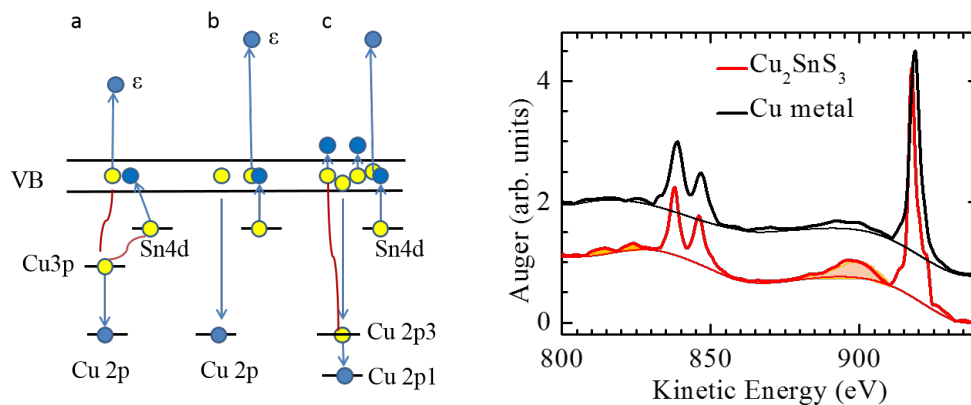 a b c
ε ε
VB
Sn4d Sn4d
Cu3p
Cu 2p3
Cu 2p Cu 2p Cu 2p1
Cu₂SnS₃
Cu metal
Auger (arb. units)
4
2
0
800 850 900
Kinetic Energy (eV)